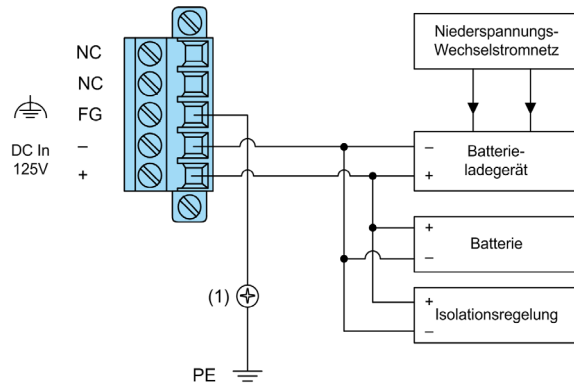 NC
NC
FG
–
+
DC In
125V
(1)
PE
Niederspannungs-
Wechselstromnetz
–
+
Batterie-
ladegerät
+
–
Batterie
+
–
Isolationsregelung